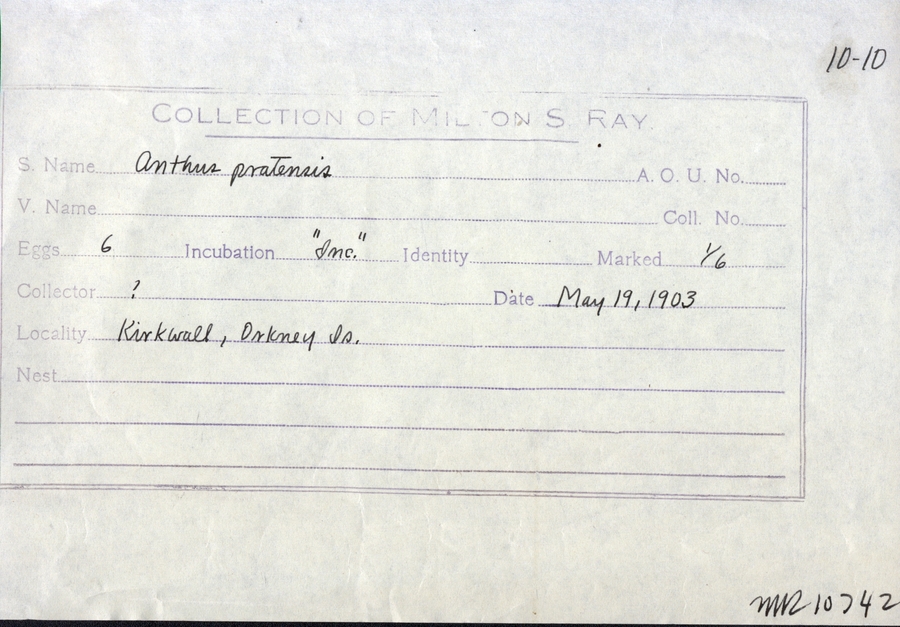 10-10
COLLECTION OF MILTON S. RAY.
S. Name Anthus pratensis A. O. U. No.
V. Name Coll. No.
Eggs 6 Incubation "Inc." Identity Marked 1/6
Collector ? Date May 19, 1903
Locality Kirkwall, Orkney Is.
Nest
10742